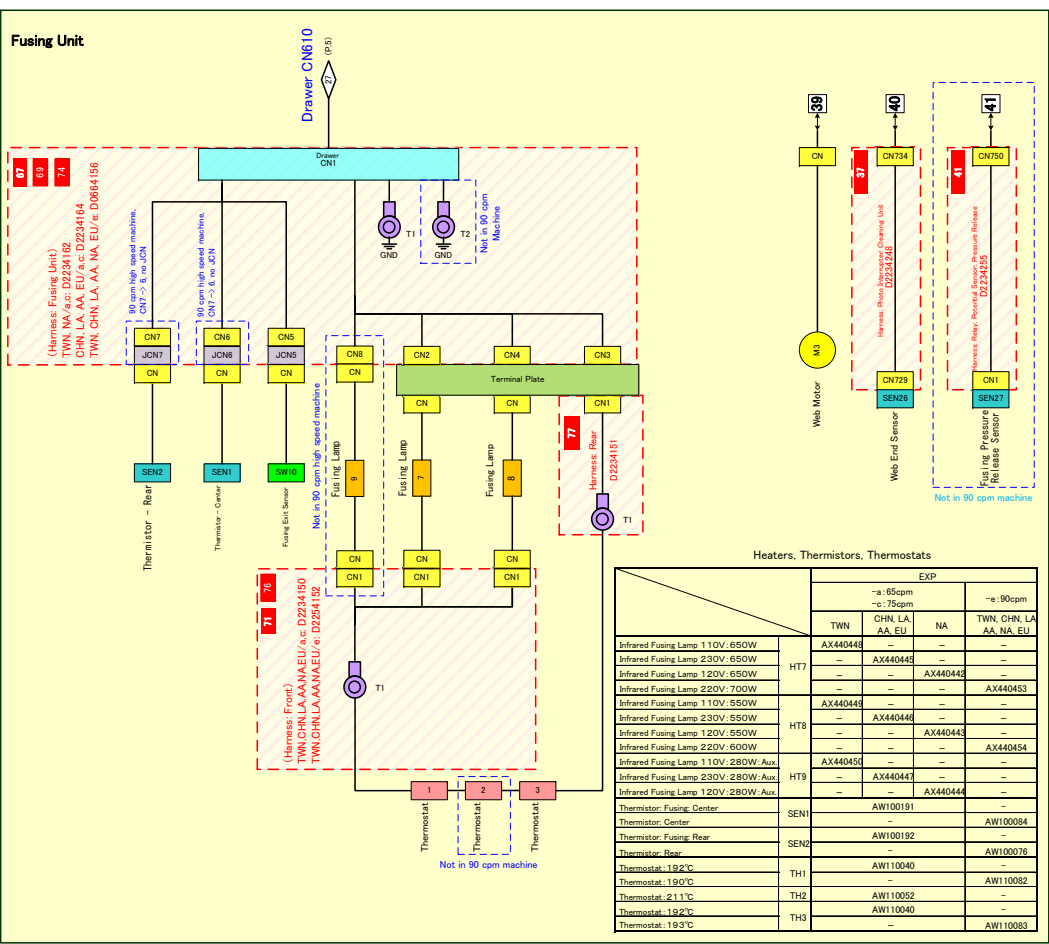 Fusing Unit
Drawer CN610
(P.5)
27
Drawer
CN1
67
69
74
(Harness: Fusing Unit)
TWN, NA/a.c: D2234162
CHN, LA, AA, EU/a.c: D2234164
TWN, CHN, LA, AA, NA, EU/e: D0664156
90 cpm high speed machine,
CN7 -> 6, no JCN
90 cpm high speed machine,
CN7 -> 6, no JCN
T1
GND
T2
GND
Not in 90 cpm
Machine
CN7
JCN7
CN
CN6
JCN6
CN
CN5
JCN5
CN
CN8
CN
CN2
CN4
CN3
Terminal Plate
CN
CN
CN1
SEN2
Thermistor - Rear
SEN1
Thermistor - Center
SW10
Fusing Exit Sensor
Not in 90 cpm high speed machine
Fusing Lamp
9
Fusing Lamp
7
Fusing Lamp
8
77
Harness: Rear
D2234151
T1
CN
CN1
CN
CN1
CN
CN1
71
76
(Harness: Front)
TWN,CHN,LA,AA,NA,EU/a,c: D2234150
TWN,CHN,LA,AA,NA,EU/e: D2254152
T1
1
Thermostat
2
Thermostat
3
Thermostat
Not in 90 cpm machine
39
CN
M3
Web Motor
40
CN734
37
Harness: Photo Interrupter: Cleaning Unit
D2234248
CN729
SEN26
Web End Sensor
41
CN750
41
Harness: Relay: Potential Sensor: Pressure Release
D2234255
CN1
SEN27
Fusing Pressure
Release Sensor
Not in 90 cpm machine
Heaters, Thermistors, Thermostats
EXP
-a:65cpm
-c:75cpm
-e:90cpm
TWN
CHN, LA,
AA, EU
NA
TWN, CHN, LA
AA, NA, EU
Infrared Fusing Lamp 110V:650W HT7 AX440448 - - -
Infrared Fusing Lamp 230V:650W - AX440445 - -
Infrared Fusing Lamp 120V:650W - - AX440442 -
Infrared Fusing Lamp 220V:700W - - - AX440453
Infrared Fusing Lamp 110V:550W HT8 AX440449 - - -
Infrared Fusing Lamp 230V:550W - AX440446 - -
Infrared Fusing Lamp 120V:550W - - AX440443 -
Infrared Fusing Lamp 220V:600W - - - AX440454
Infrared Fusing Lamp 110V:280W:Aux. HT9 AX440450 - - -
Infrared Fusing Lamp 230V:280W:Aux. - AX440447 - -
Infrared Fusing Lamp 120V:280W:Aux. - - AX440444 -
Thermistor: Fusing: Center SEN1 AW100191 -
Thermistor: Center - AW100084
Thermistor: Fusing: Rear SEN2 AW100192 -
Thermistor: Rear - AW100076
Thermostat:192℃ TH1 AW110040 -
Thermostat:190℃ - AW110082
Thermostat:211℃ TH2 AW110052 -
Thermostat:192℃ TH3 AW110040 -
Thermostat:193℃ - AW110083